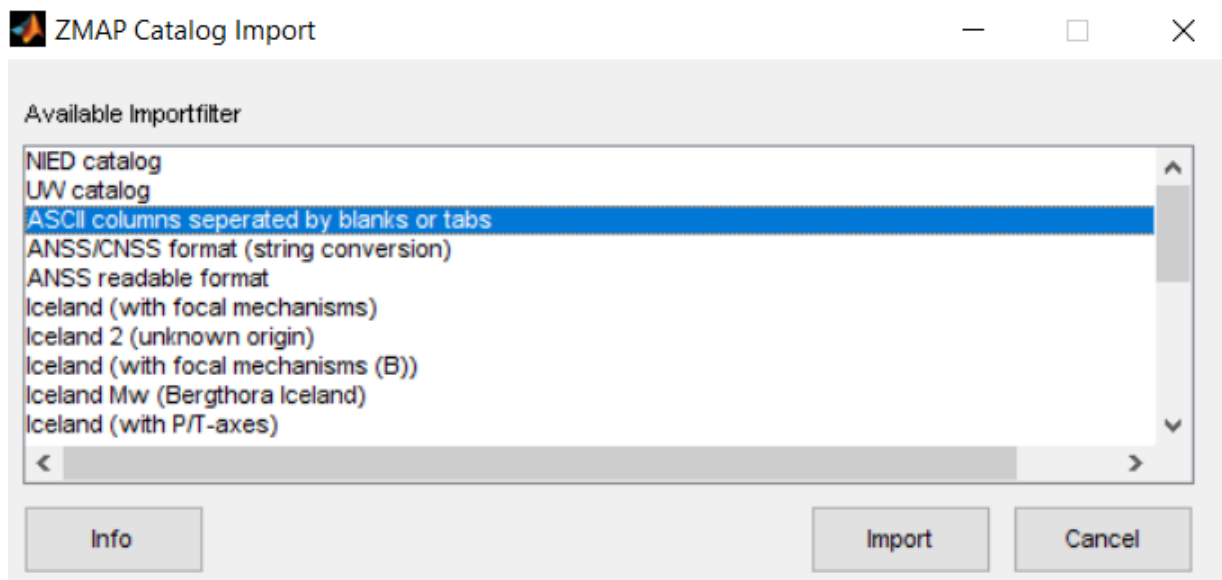 ZMAP Catalog Import
Available Importfilter
NIED catalog
UW catalog
ASCII columns seperated by blanks or tabs
ANSS/CNSS format (string conversion)
ANSS readable format
Iceland (with focal mechanisms)
Iceland 2 (unknown origin)
Iceland (with focal mechanisms (B))
Iceland Mw (Bergthora Iceland)
Iceland (with P/T-axes)
Info
Import
Cancel